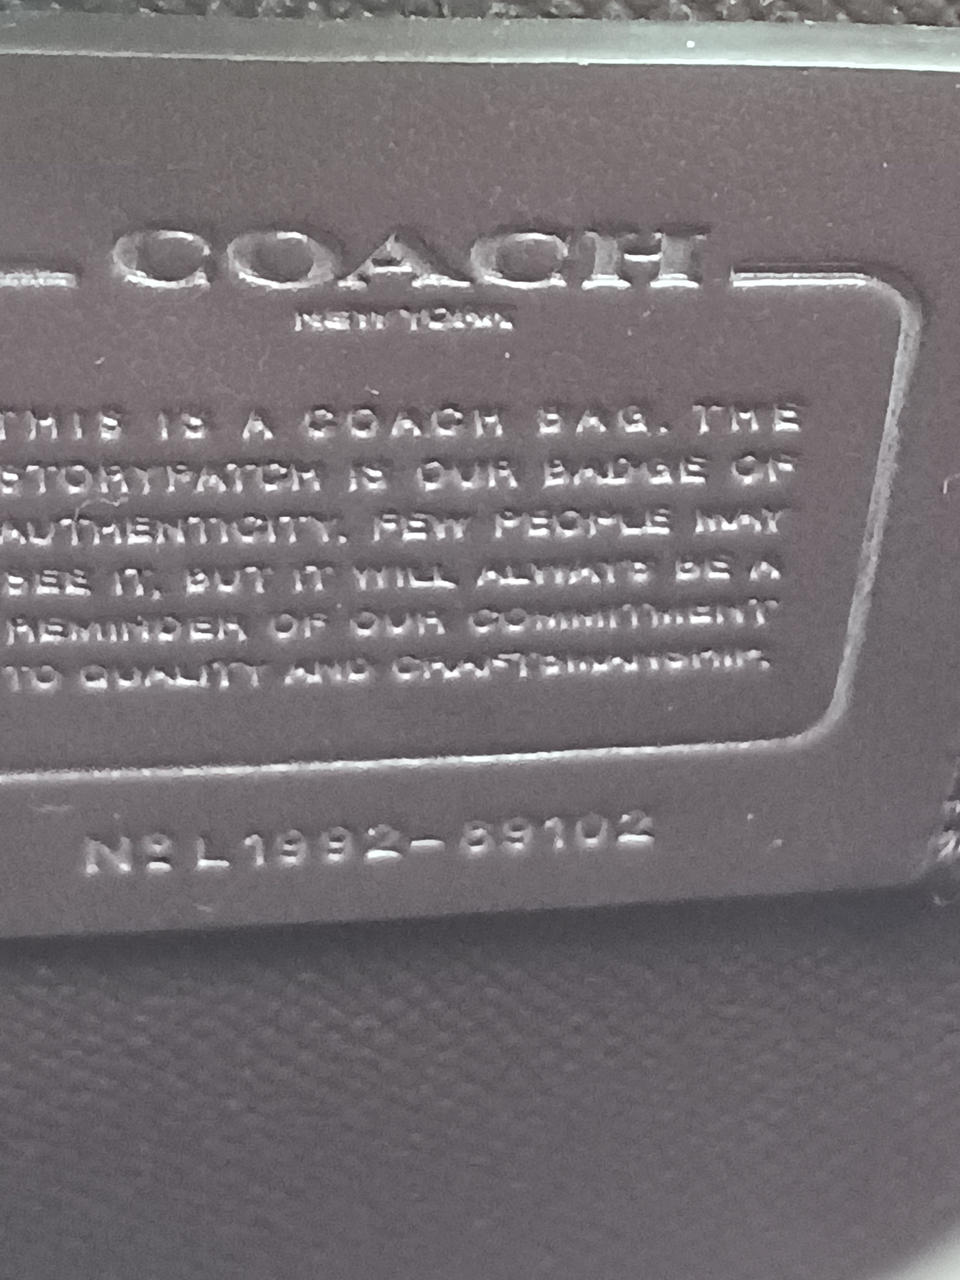 COACH
NEW YORK
THIS IS A COACH BAG. THE
STORYPATCH IS OUR BADGE OF
AUTHENTICITY. FEW PEOPLE MAY
SEE IT, BUT IT WILL ALWAYS BE A
REMINDER OF OUR COMMITMENT
TO QUALITY AND CRAFTSMANSHIP.
Nº L1992-69102